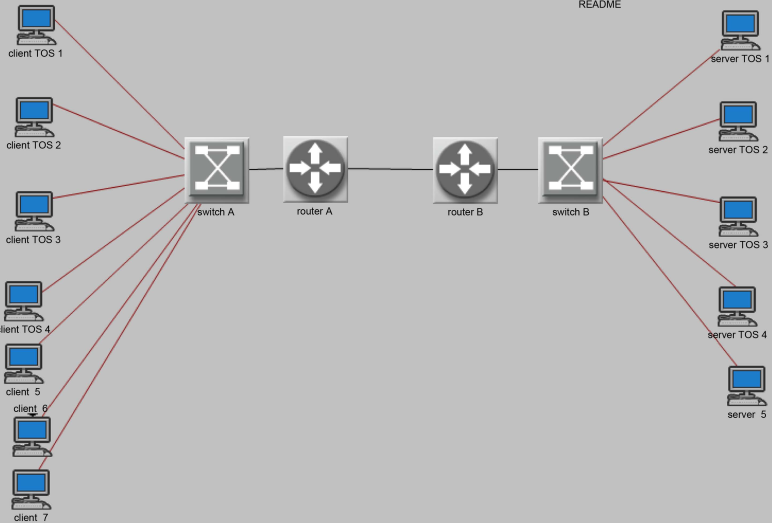 README
client TOS 1
server TOS 1
client TOS 2
server TOS 2
switch A
router A
router B
switch B
client TOS 3
server TOS 3
client TOS 4
server TOS 4
client 5
client 6
server 5
client 7